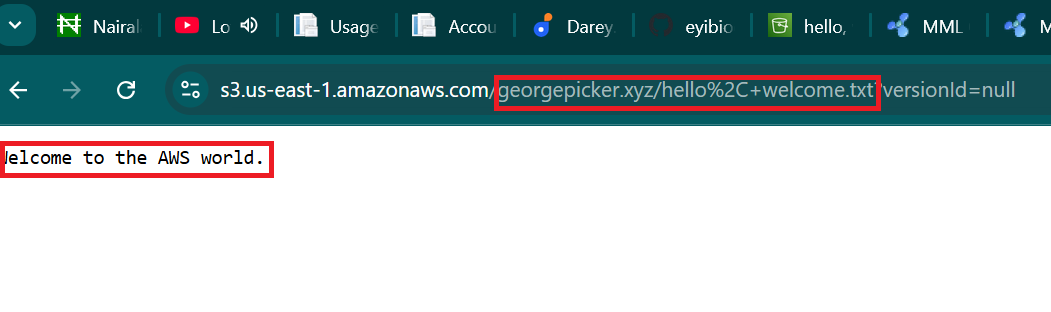 Nairal Lo Usage Accou Darey. eyibio hello, MML M
s3.us-east-1.amazonaws.com/georgepicker.xyz/hello%2C+welcome.txt?versionId=null
Welcome to the AWS world.